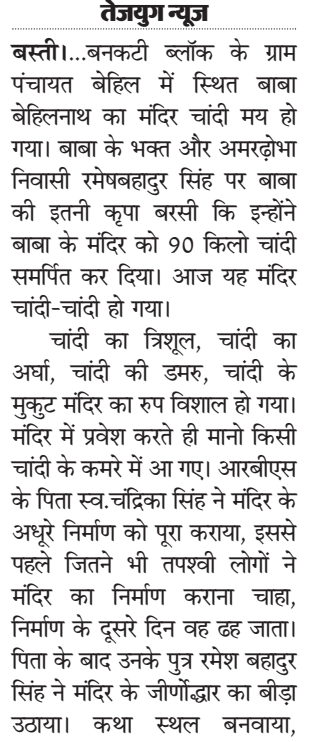 तेजयुग न्यूज
बस्ती।...बनकटी ब्लॉक के ग्राम
पंचायत बेहिल में स्थित बाबा
बेहिलनाथ का मंदिर चांदी मय हो
गया। बाबा के भक्त और अमरढ़ोभा
निवासी रमेषबहादुर सिंह पर बाबा
की इतनी कृपा बरसी कि इन्होंने
बाबा के मंदिर को 90 किलो चांदी
समर्पित कर दिया। आज यह मंदिर
चांदी-चांदी हो गया।
चांदी का त्रिशूल, चांदी का
अर्घा, चांदी की डमरु, चांदी के
मुकुट मंदिर का रुप विशाल हो गया।
मंदिर में प्रवेश करते ही मानो किसी
चांदी के कमरे में आ गए। आरबीएस
के पिता स्व.चंद्रिका सिंह ने मंदिर के
अधूरे निर्माण को पूरा कराया, इससे
पहले जितने भी तपश्वी लोगों ने
मंदिर का निर्माण कराना चाहा,
निर्माण के दूसरे दिन वह ढह जाता।
पिता के बाद उनके पुत्र रमेश बहादुर
सिंह ने मंदिर के जीर्णोद्धार का बीड़ा
उठाया। कथा स्थल बनवाया,